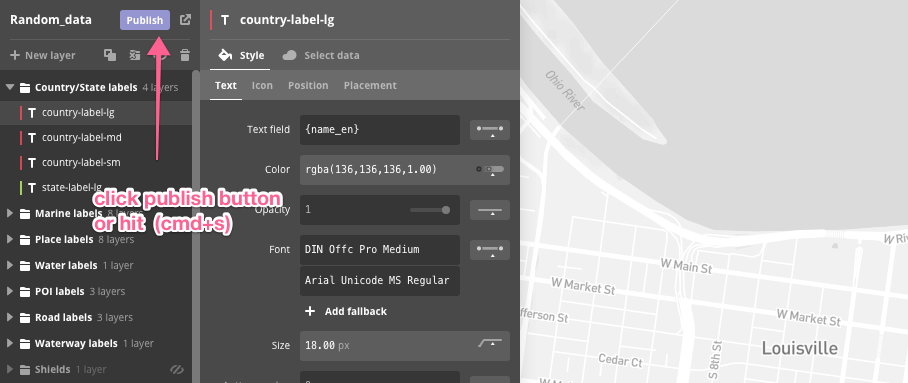 Random_data
Publish
New layer
Country/State labels 4 layers
country-label-lg
country-label-md
country-label-sm
state-label-lg
Marine labels 8 layers
Place labels 8 layers
Water labels 1 layer
POI labels 3 layers
Road labels 3 layers
Waterway labels 1 layer
Shields 1 layer
click publish button
or hit (cmd+s)
country-label-lg
Style
Select data
Text Icon Position Placement
Text field {name_en}
Color rgba(136,136,136,1.00)
Opacity 1
Font DIN Offc Pro Medium
Arial Unicode MS Regular
Add fallback
Size 18.00 px
Ohio River
W Main St
W Market St
W Market St
fferson St
Cedar Ct
S 8th St
Louisville
W Riv